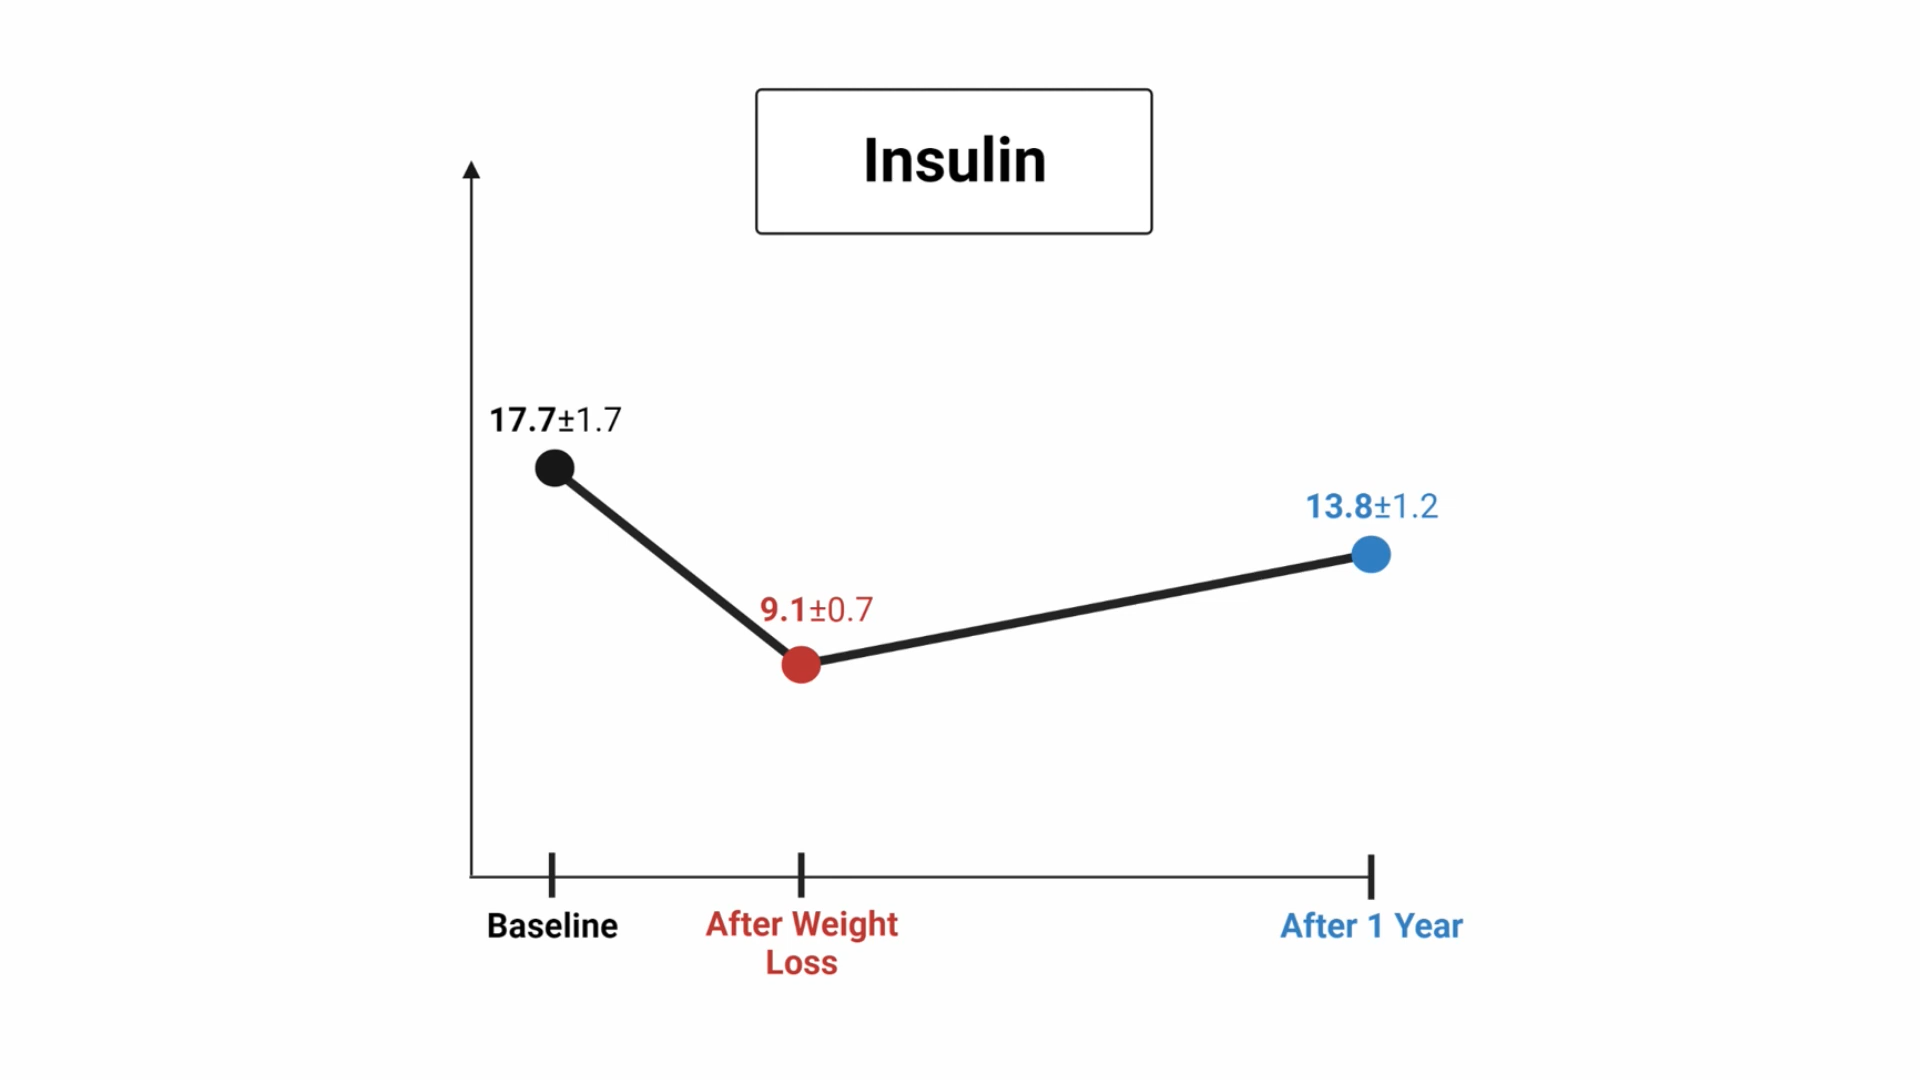 Insulin
17.7±1.7
13.8±1.2
9.1±0.7
Baseline
After Weight
Loss
After 1 Year